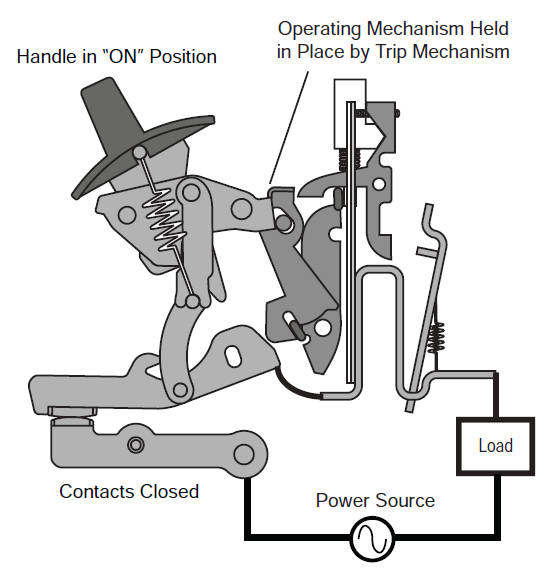 Operating Mechanism Held
in Place by Trip Mechanism
Handle in “ON” Position
Load
Contacts Closed
Power Source